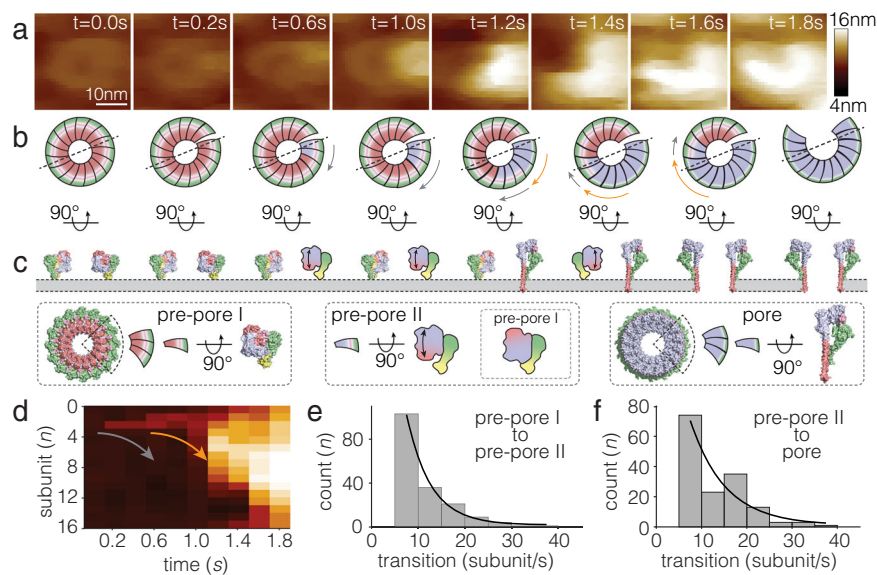 a
t=0.0s t=0.2s t=0.6s t=1.0s t=1.2s t=1.4s t=1.6s t=1.8s
16nm
10nm
4nm
b
90° 90° 90° 90° 90° 90° 90° 90°
c
pre-pore I
90°
pre-pore II
90°
pre-pore I
pore
90°
d
subunit (n)
0
4
8
12
16
0.2 0.6 1.0 1.4 1.8
time (s)
e
pre-pore I
to
pre-pore II
count (n)
80
40
0
0 10 20 30 40
transition (subunit/s)
f
pre-pore II
to
pore
count (n)
80
60
40
20
0
0 10 20 30 40
transition (subunit/s)